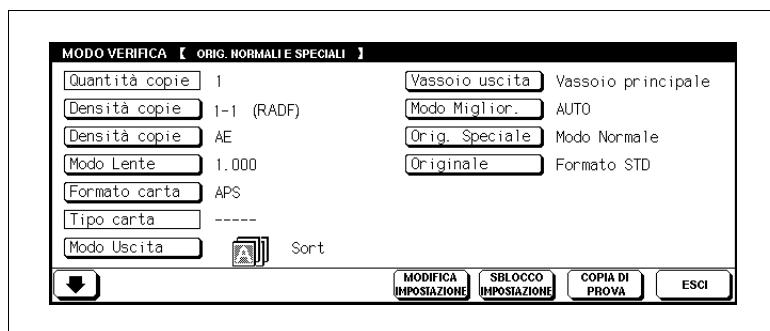 MODO VERIFICA 【 ORIG. NORMALI E SPECIALI 】
Quantità copie 1
Vassoio uscita Vassoio principale
Densità copie 1-1 (RADF)
Modo Miglior. AUTO
Densità copie AE
Orig. Speciale Modo Normale
Modo Lente 1.000
Originale Formato STD
Formato carta APS
Tipo carta -----
Modo Uscita A Sort
MODIFICA IMPOSTAZIONE
SBLOCCO IMPOSTAZIONE
COPIA DI PROVA
ESCI